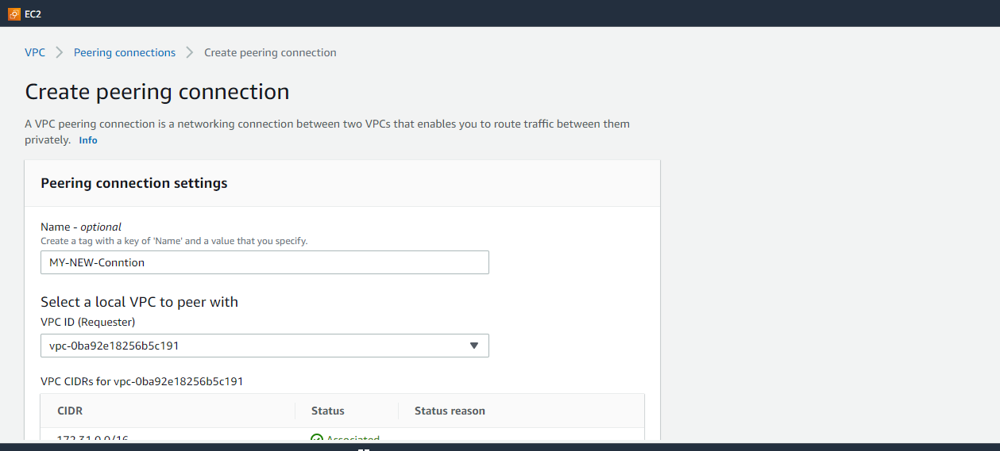 EC2
VPC > Peering connections > Create peering connection
Create peering connection
A VPC peering connection is a networking connection between two VPCs that enables you to route traffic between them
privately. Info
Peering connection settings
Name - optional
Create a tag with a key of 'Name' and a value that you specify.
MY-NEW-Conntion
Select a local VPC to peer with
VPC ID (Requester)
vpc-0ba92e18256b5c191
VPC CIDRs for vpc-0ba92e18256b5c191
CIDR Status Status reason
172.31.0.0/16 Associated